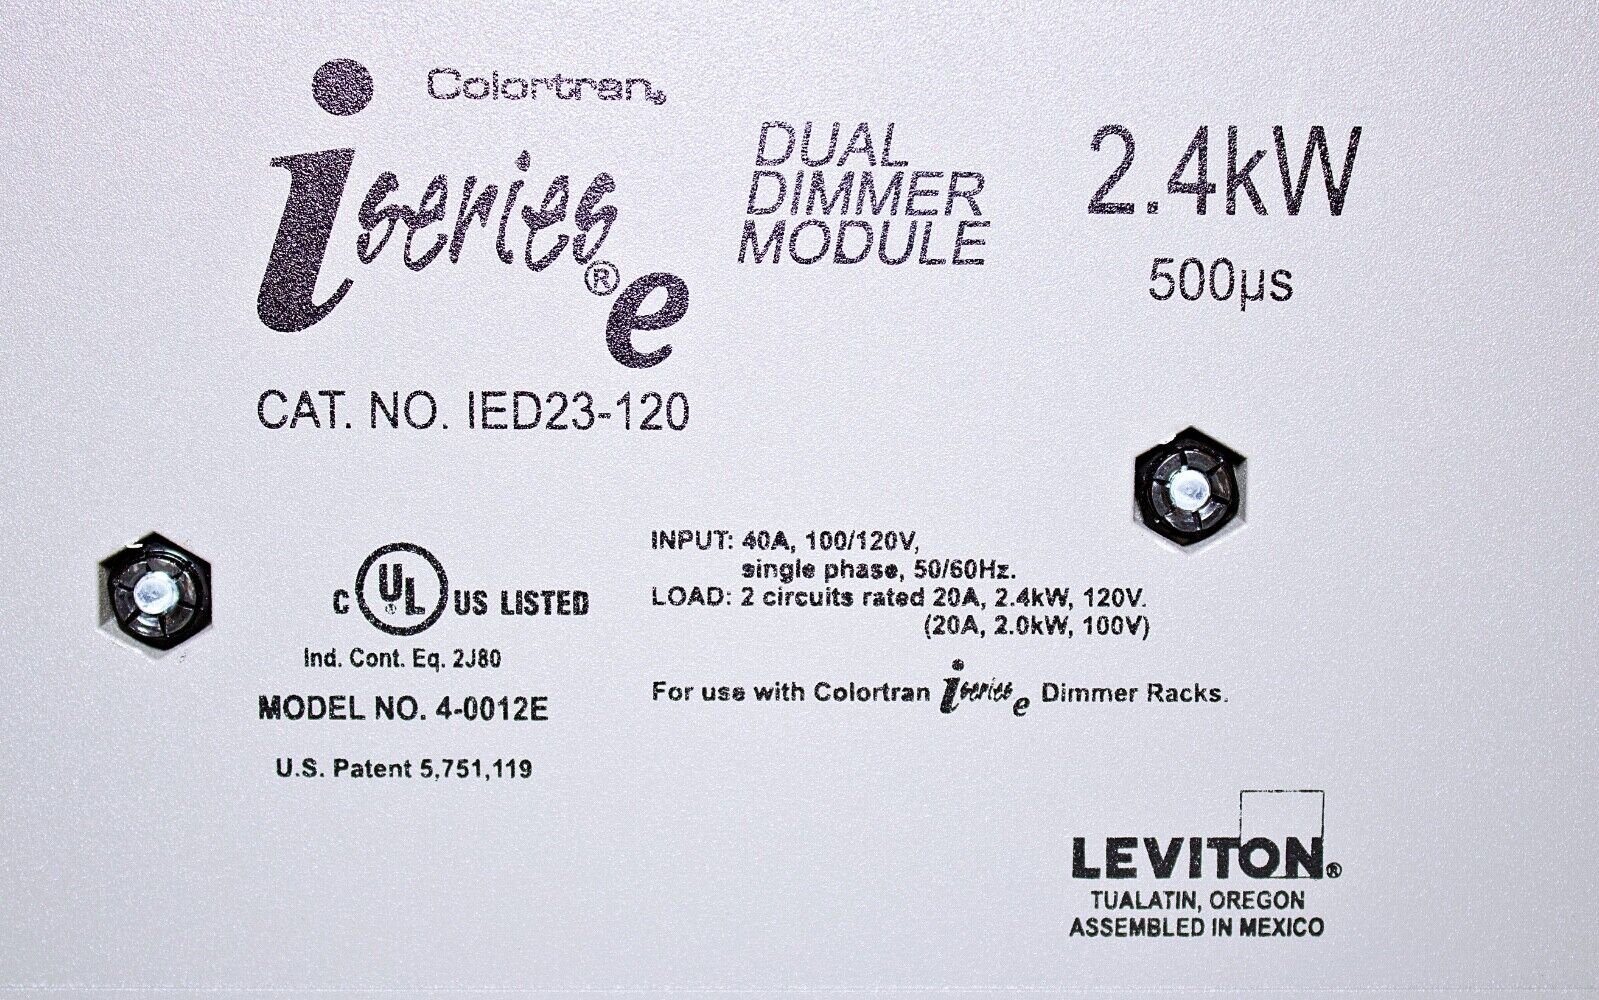 Colortran®
i series® e
DUAL
DIMMER
MODULE
2.4kW
500µs
CAT. NO. IED23-120
C UL® US LISTED
Ind. Cont. Eq. 2J80
MODEL NO. 4-0012E
U.S. Patent 5,751,119
INPUT: 40A, 100/120V,
single phase, 50/60Hz.
LOAD: 2 circuits rated 20A, 2.4kW, 120V.
(20A, 2.0kW, 100V)
For use with Colortran i series e Dimmer Racks.
LEVITON®
TUALATIN, OREGON
ASSEMBLED IN MEXICO